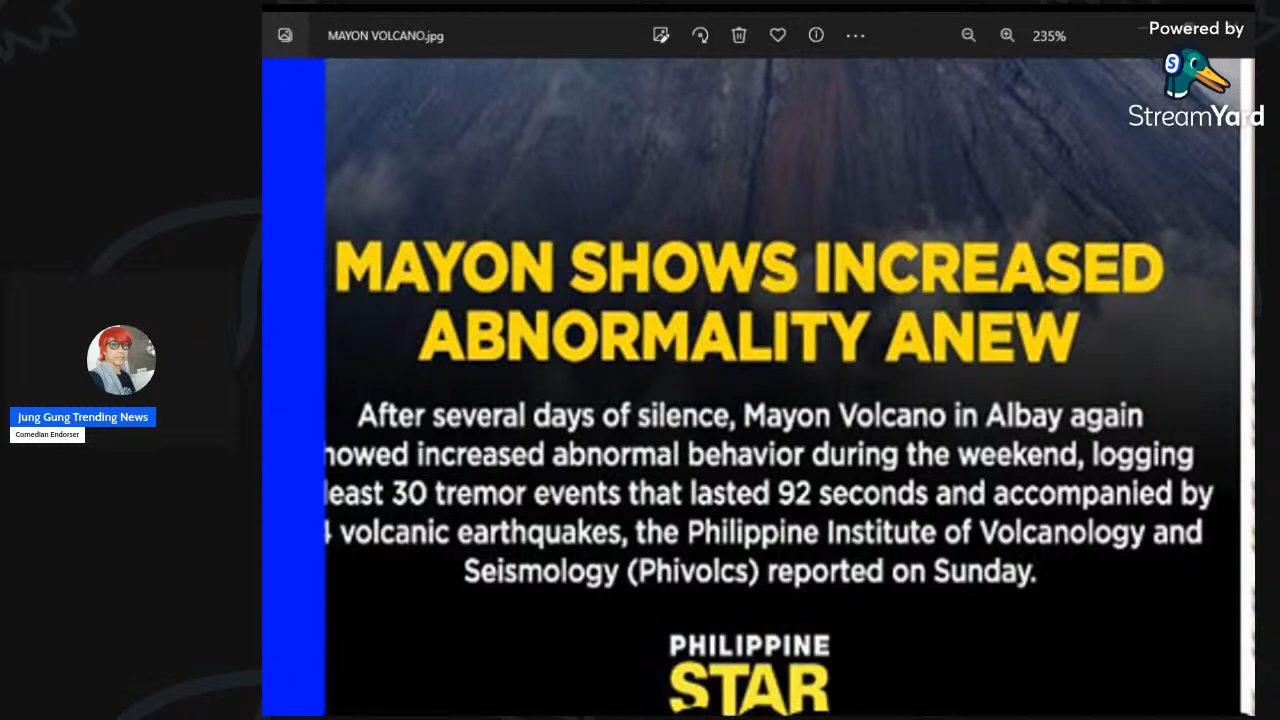 MAYON VOLCANO.jpg
235%
Powered by
StreamYard
MAYON SHOWS INCREASED
ABNORMALITY ANEW
After several days of silence, Mayon Volcano in Albay again
howed increased abnormal behavior during the weekend, logging
least 30 tremor events that lasted 92 seconds and accompanied by
4 volcanic earthquakes, the Philippine Institute of Volcanology and
Seismology (Phivolcs) reported on Sunday.
PHILIPPINE
STAR
Jung Gung Trending News
Comedian Endorser